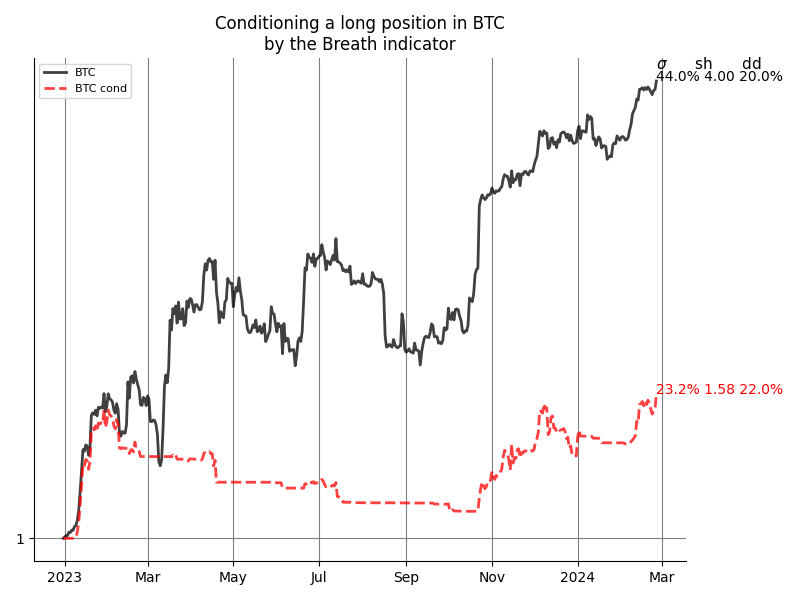 Conditioning a long position in BTC
by the Breath indicator
BTC
BTC cond
σ sh dd
44.0% 4.00 20.0%
23.2% 1.58 22.0%
1
2023 Mar May Jul Sep Nov 2024 Mar